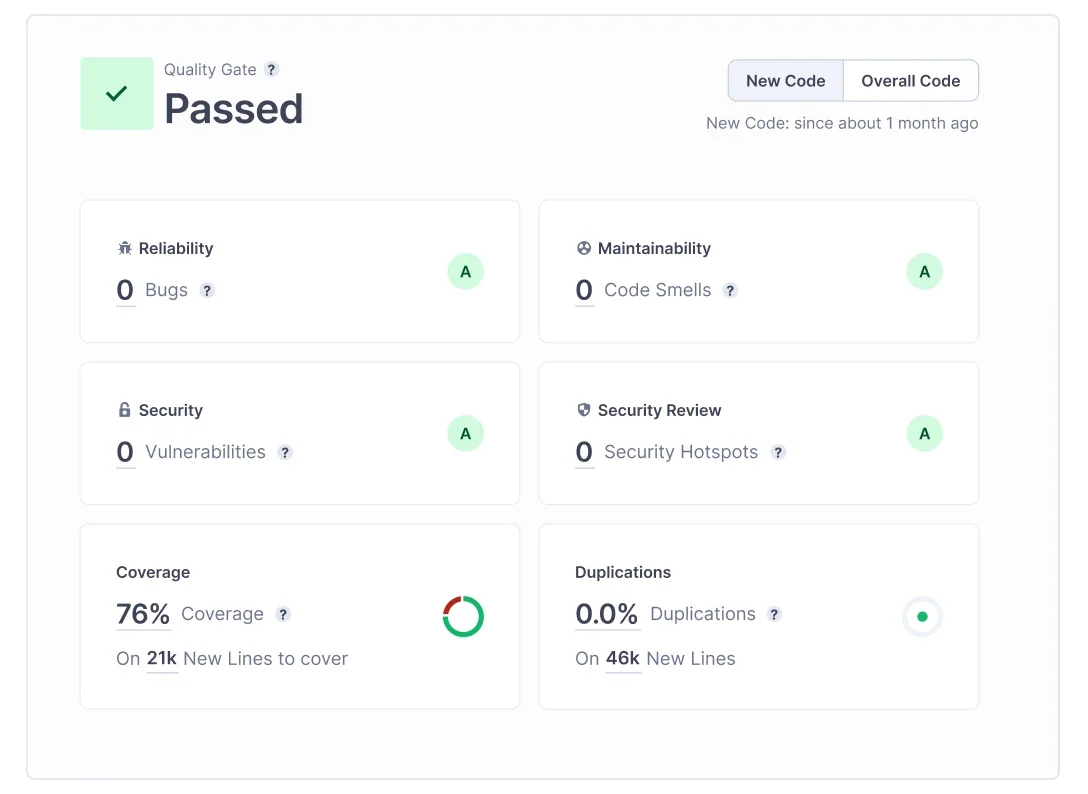 Quality Gate ?
Passed
New Code Overall Code
New Code: since about 1 month ago
Reliability
0 Bugs ?
A
Maintainability
0 Code Smells ?
A
Security
0 Vulnerabilities ?
A
Security Review
0 Security Hotspots ?
A
Coverage
76% Coverage ?
On 21k New Lines to cover
Duplications
0.0% Duplications ?
On 46k New Lines